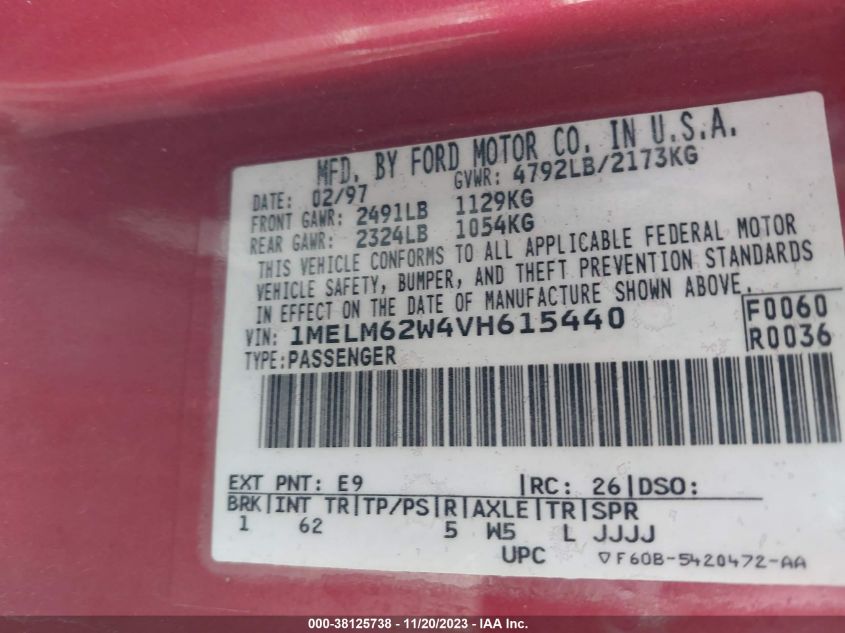 MFD. BY FORD MOTOR CO. IN U.S.A.
DATE: 02/97 GVWR: 4792LB/2173KG
FRONT GAWR: 2491LB 1129KG
REAR GAWR: 2324LB 1054KG
THIS VEHICLE CONFORMS TO ALL APPLICABLE FEDERAL MOTOR
VEHICLE SAFETY, BUMPER, AND THEFT PREVENTION STANDARDS
IN EFFECT ON THE DATE OF MANUFACTURE SHOWN ABOVE.
VIN: 1MELM62W4VH615440 F0060
TYPE: PASSENGER R0036
EXT PNT: E9 RC: 26 DSO:
BRK INT TR TP/PS R AXLE TR SPR
1 62 5 W5 L JJJJ
UPC ▽F60B-5420472-AA
000-38125738 - 11/20/2023 - IAA Inc.